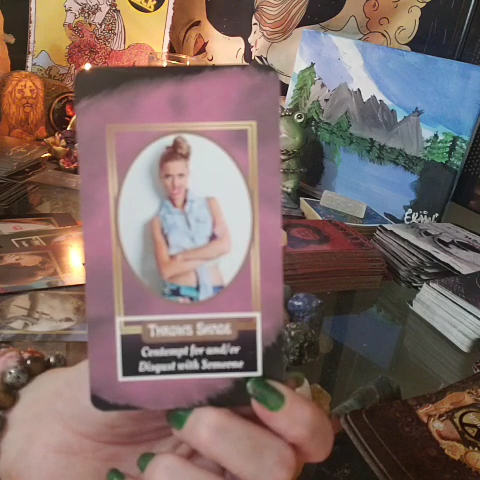 Throws Shade
Contempt for and/or
Disgust with Someone